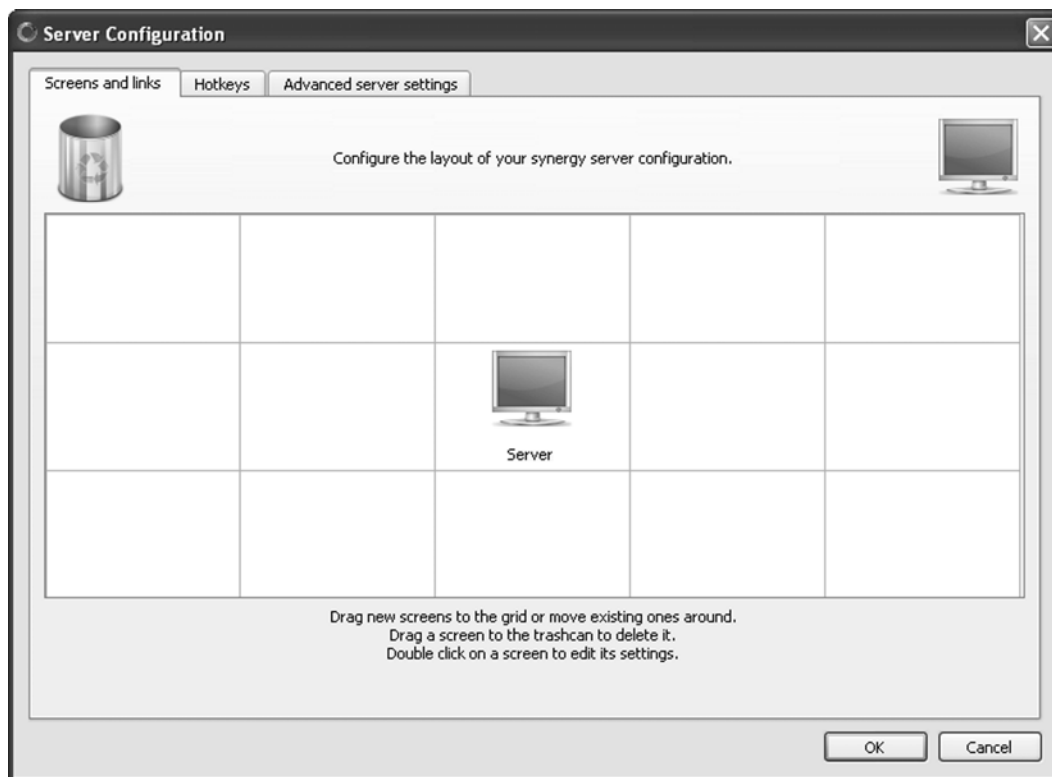 Server Configuration
Screens and links Hotkeys Advanced server settings
Configure the layout of your synergy server configuration.
Server
Drag new screens to the grid or move existing ones around.
Drag a screen to the trashcan to delete it.
Double click on a screen to edit its settings.
OK Cancel